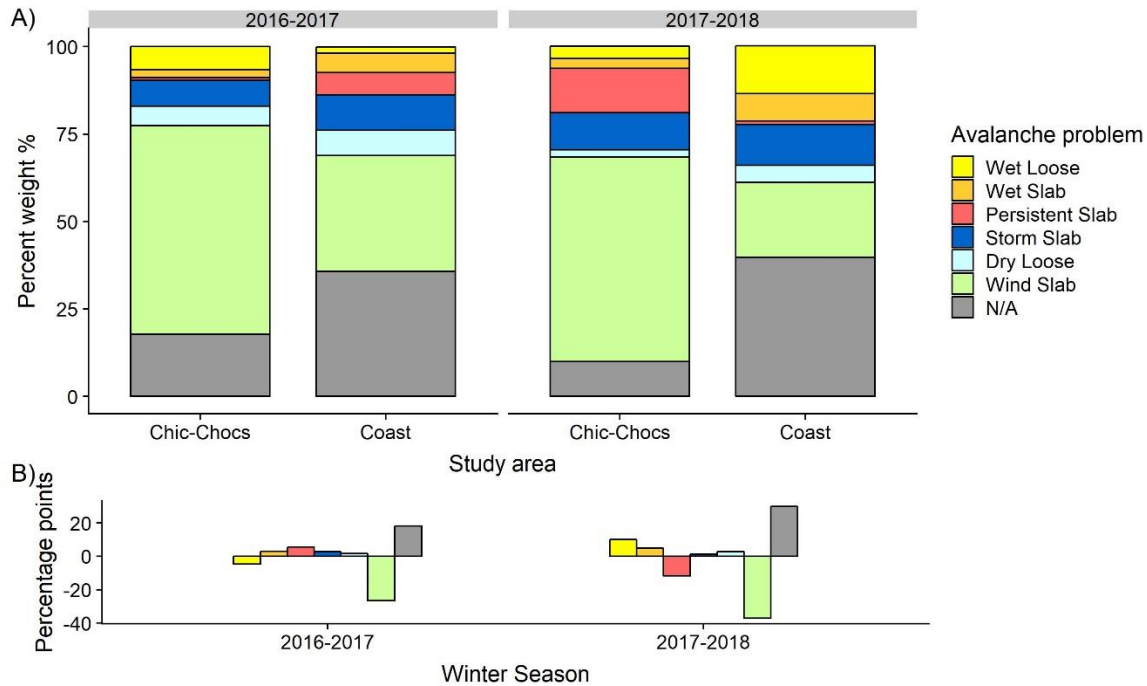 A)
2016-2017
2017-2018
Percent weight %
100
75
50
25
0
Chic-Chocs
Coast
Chic-Chocs
Coast
Study area
Avalanche problem
Wet Loose
Wet Slab
Persistent Slab
Storm Slab
Dry Loose
Wind Slab
N/A
B)
Percentage points
20
0
-20
-40
2016-2017
2017-2018
Winter Season